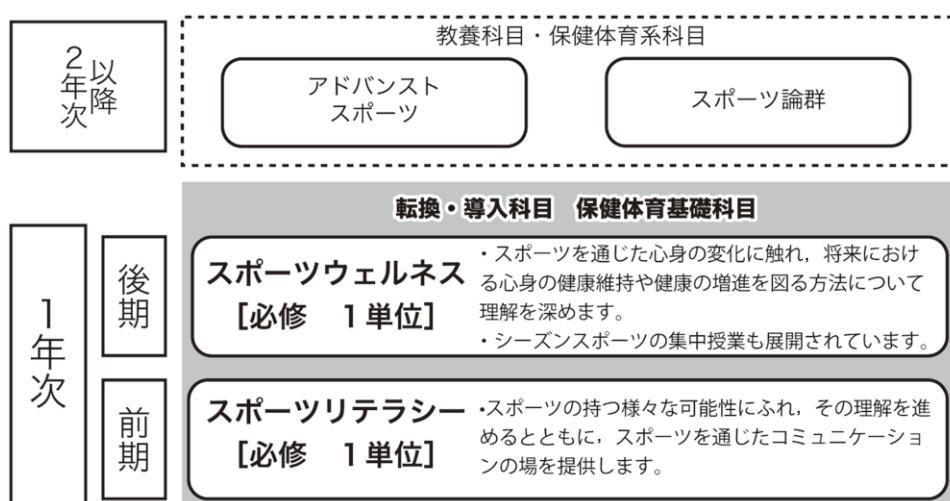 2年次
以降
教養科目・保健体育系科目
アドバンスト
スポーツ
スポーツ論群
転換・導入科　保健体育基礎科目
1年次
後期
スポーツウェルネス
［必修　1単位］
・スポーツを通じた心身の変化に触れ，将来におけ
る心身の健康維持や健康の増進を図る方法について
理解を深めます。
・シーズンスポーツの集中授業も展開されています。
前期
スポーツリテラシー
［必修　1単位］
・スポーツの持つ様々な可能性にふれ，その理解を進
めるとともに，スポーツを通じたコミュニケーショ
ンの場を提供します。